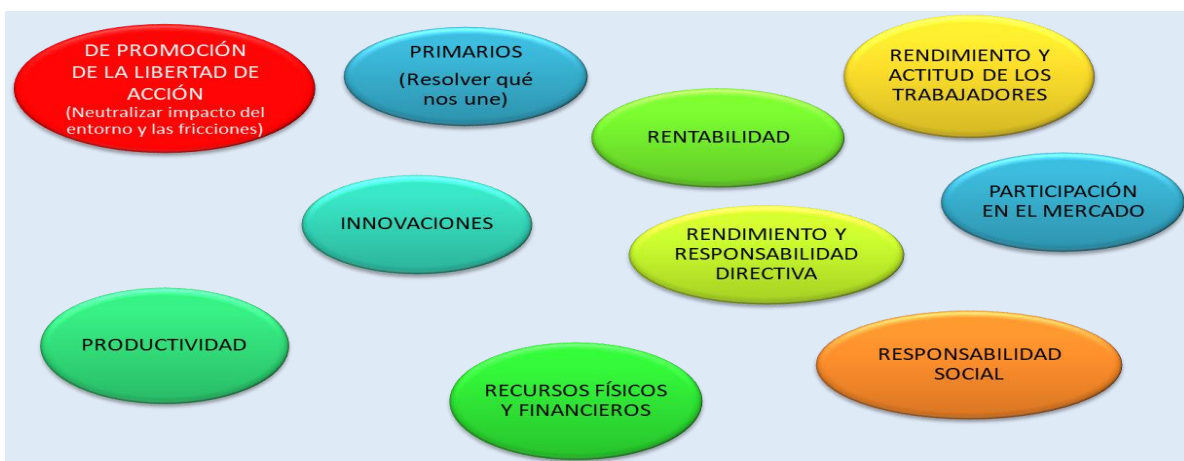 DE PROMOCIÓN
DE LA LIBERTAD DE
ACCIÓN
(Neutralizar impacto del
entorno y las fricciones)
PRIMARIOS
(Resolver qué
nos une)
RENDIMIENTO Y
ACTITUD DE LOS
TRABAJADORES
RENTABILIDAD
PARTICIPACIÓN
EN EL MERCADO
INNOVACIONES
RENDIMIENTO Y
RESPONSABILIDAD
DIRECTIVA
PRODUCTIVIDAD
RESPONSABILIDAD
SOCIAL
RECURSOS FÍSICOS
Y FINANCIEROS